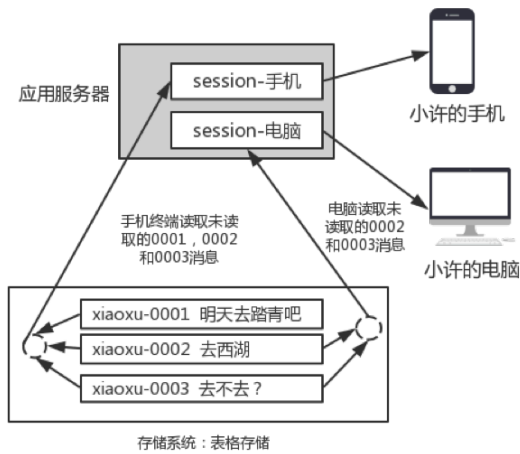 应用服务器
session-手机
session-电脑
小许的手机
小许的电脑
手机终端读取未读
取的0001，0002
和0003消息
电脑读取未
读取的0002
和0003消息
xiaoxu-0001 明天去踏青吧
xiaoxu-0002 去西湖
xiaoxu-0003 去不去？
存储系统：表格存储